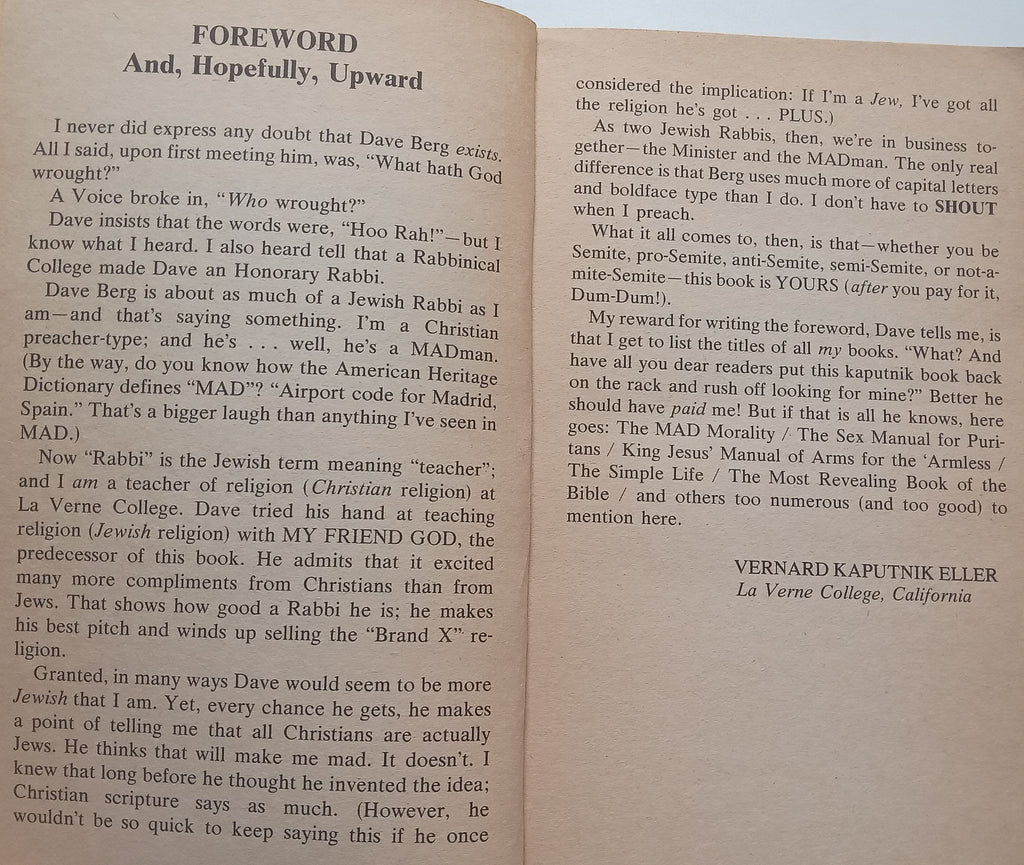 FOREWORD
And, Hopefully, Upward
I never did express any doubt that Dave Berg exists.
All I said, upon first meeting him, was, “What hath God
wrought?”
A Voice broke in, “Who wrought?”
Dave insists that the words were, “Hoo Rah!”—but I
know what I heard. I also heard tell that a Rabbinical
College made Dave an Honorary Rabbi.
Dave Berg is about as much of a Jewish Rabbi as I
am—and that’s saying something. I’m a Christian
preacher-type; and he’s . . . well, he’s a MADman.
(By the way, do you know how the American Heritage
Dictionary defines “MAD”? “Airport code for Madrid,
Spain.” That’s a bigger laugh than anything I’ve seen in
MAD.)
Now “Rabbi” is the Jewish term meaning “teacher”;
and I am a teacher of religion (Christian religion) at
La Verne College. Dave tried his hand at teaching
religion (Jewish religion) with MY FRIEND GOD, the
predecessor of this book. He admits that it excited
many more compliments from Christians than from
Jews. That shows how good a Rabbi he is; he makes
his best pitch and winds up selling the “Brand X” re-
ligion.
Granted, in many ways Dave would seem to be more
Jewish that I am. Yet, every chance he gets, he makes
a point of telling me that all Christians are actually
Jews. He thinks that will make me mad. It doesn’t. I
knew that long before he thought he invented the idea;
Christian scripture says as much. (However, he
wouldn’t be so quick to keep saying this if he once
considered the implication: If I’m a Jew, I’ve got all
the religion he’s got . . . PLUS.)
As two Jewish Rabbis, then, we’re in business to-
gether—the Minister and the MADman. The only real
difference is that Berg uses much more of capital letters
and boldface type than I do. I don’t have to SHOUT
when I preach.
What it all comes to, then, is that—whether you be
Semite, pro-Semite, anti-Semite, semi-Semite, or not-a-
mite-Semite—this book is YOURS (after you pay for it,
Dum-Dum!).
My reward for writing the foreword, Dave tells me, is
that I get to list the titles of all my books. “What? And
have all you dear readers put this kaputnik book back
on the rack and rush off looking for mine?” Better he
should have paid me! But if that is all he knows, here
goes: The MAD Morality / The Sex Manual for Puri-
tans / King Jesus’ Manual of Arms for the ‘Armless /
The Simple Life / The Most Revealing Book of the
Bible / and others too numerous (and too good) to
mention here.
VERNARD KAPUTNIK ELLER
La Verne College, California